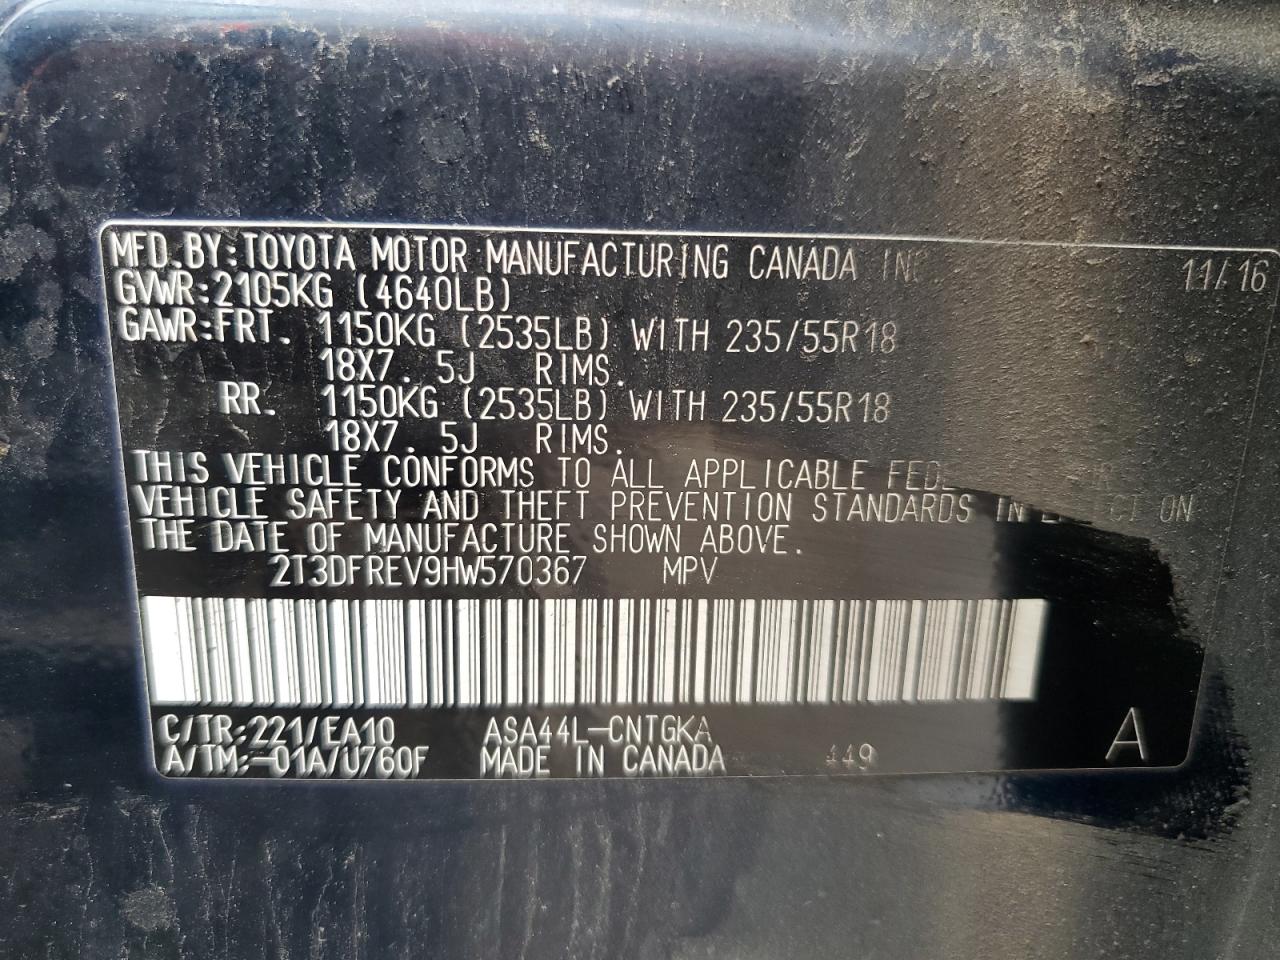 MFD.BY:TOYOTA MOTOR MANUFACTURING CANADA INC. 11/16
GVWR:2105KG (4640LB)
GAWR:FRT. 1150KG (2535LB) WITH 235/55R18
18X7.5J RIMS.
RR. 1150KG (2535LB) WITH 235/55R18
18X7.5J RIMS.
THIS VEHICLE CONFORMS TO ALL APPLICABLE
VEHICLE SAFETY AND THEFT PREVENTION STANDARDS IN
THE DATE OF MANUFACTURE SHOWN ABOVE.
2T3DFREV9HW570367 MPV
C/TR:221/EA10 ASA44L-CNTGKA
A/TM:-01A/U760F MADE IN CANADA 449
A